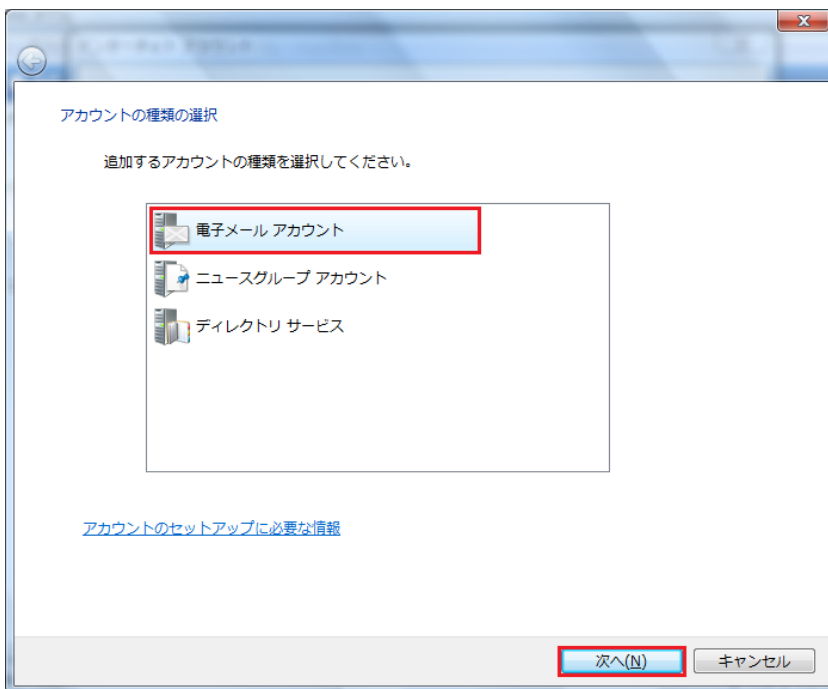 アカウントの種類の選択
追加するアカウントの種類を選択してください。
電子メール アカウント
ニュースグループ アカウント
ディレクトリ サービス
アカウントのセットアップに必要な情報
次へ(N)
キャンセル